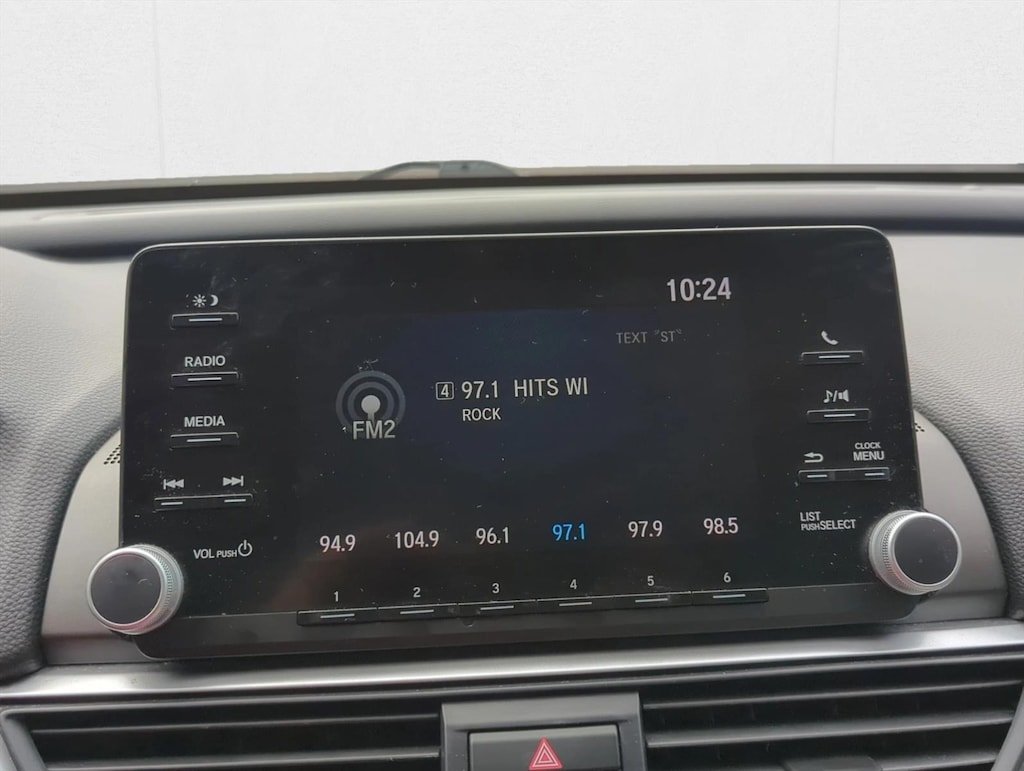 10:24
TEXT "ST"
RADIO
4 97.1 HITS WI
ROCK
MEDIA
FM2
CLOCK
MENU
LIST
PUSH SELECT
VOL PUSH
94.9 104.9 96.1 97.1 97.9 98.5
1 2 3 4 5 6